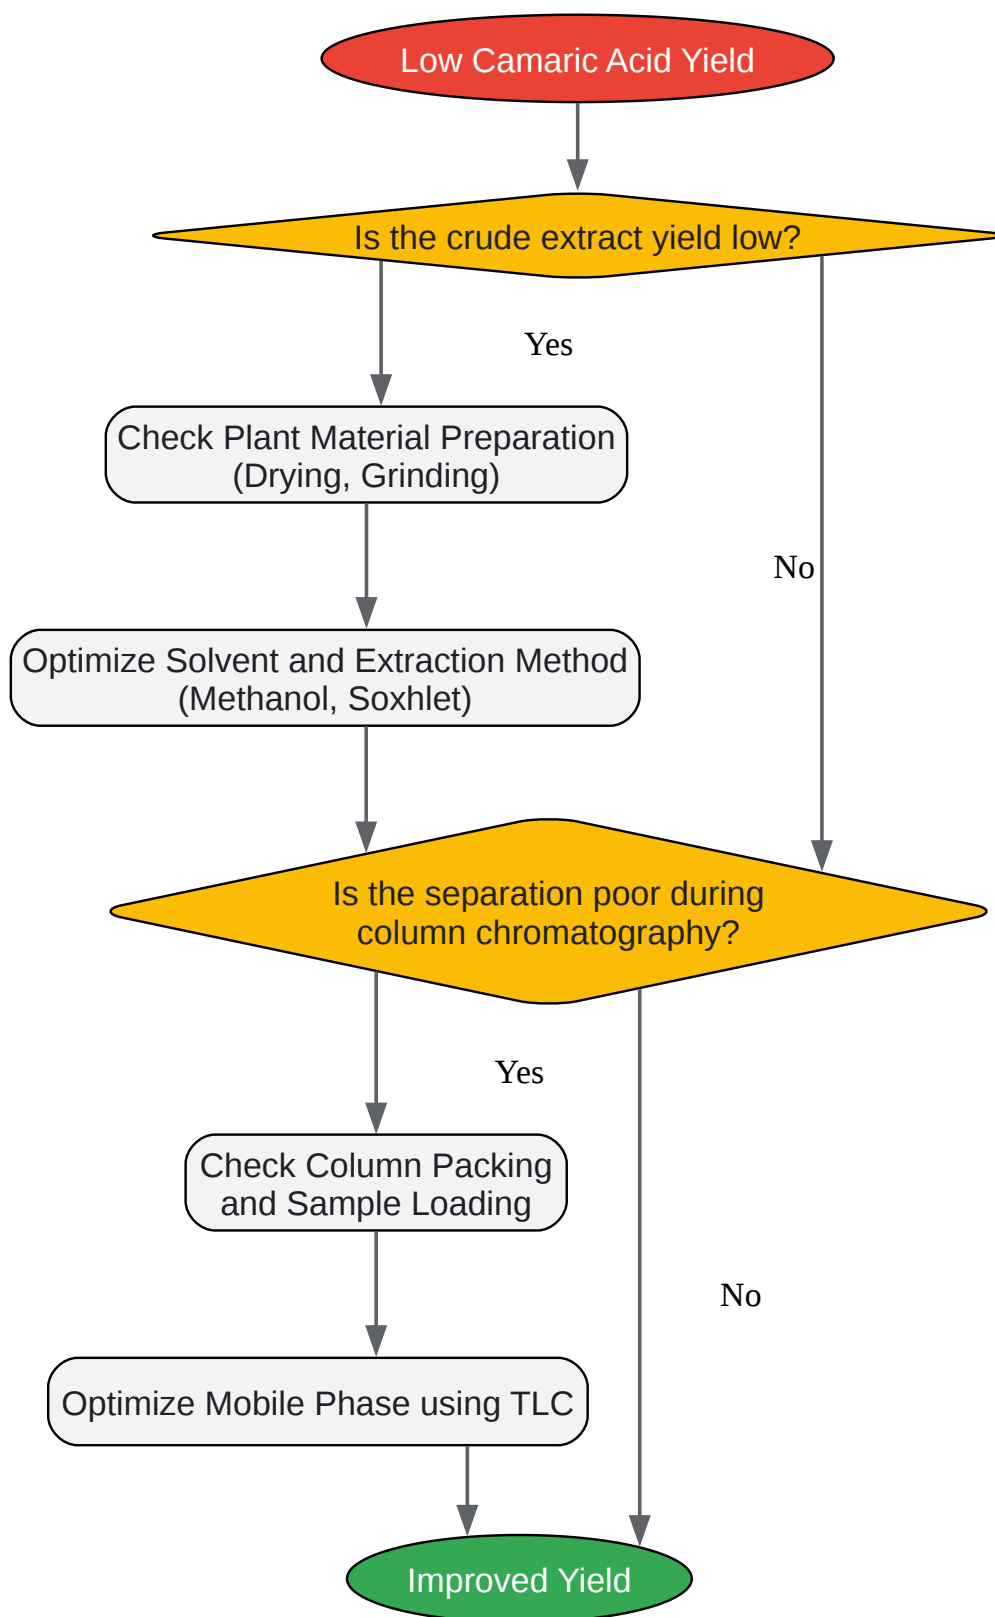 Low Camaric Acid Yield
Is the crude extract yield low?
Yes
Check Plant Material Preparation
(Drying, Grinding)
No
Optimize Solvent and Extraction Method
(Methanol, Soxhlet)
Is the separation poor during
column chromatography?
Yes
Check Column Packing
and Sample Loading
No
Optimize Mobile Phase using TLC
Improved Yield